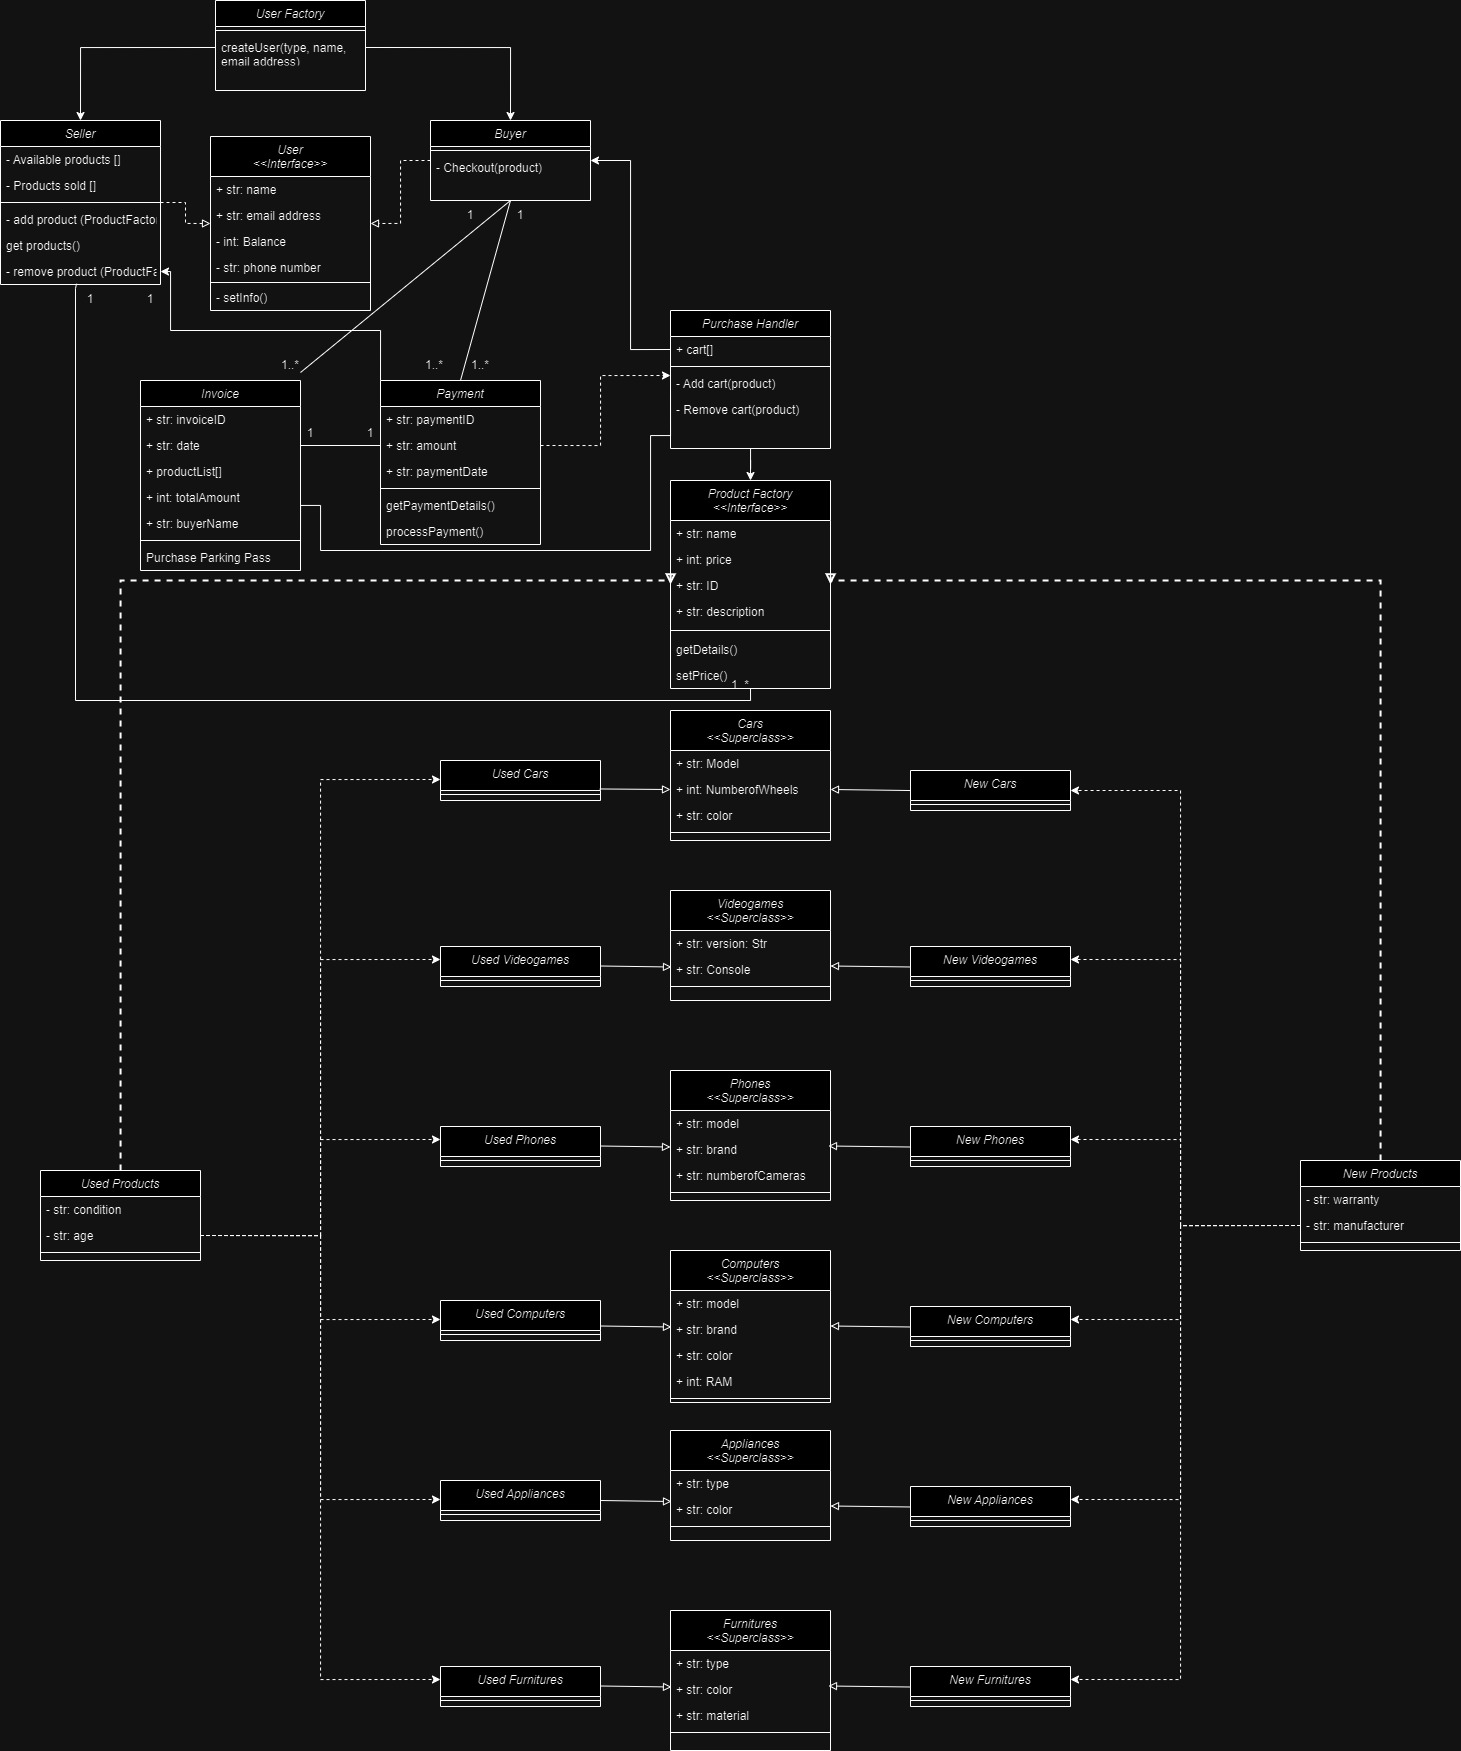 User Factory
createUser(type, name,
email address)
Seller
- Available products []
- Products sold []
- add product (ProductFacto
get products()
- remove product (ProductFa
1
1
User
<<Interface>>
+ str: name
+ str: email address
- int: Balance
- str: phone number
- setInfo()
Buyer
- Checkout(product)
1
1
Purchase Handler
+ cart[]
- Add cart(product)
- Remove cart(product)
1..*
1..*
1..*
Invoice
+ str: invoiceID
+ str: date
+ productList[]
+ int: totalAmount
+ str: buyerName
Purchase Parking Pass
1
1
Payment
+ str: paymentID
+ str: amount
+ str: paymentDate
getPaymentDetails()
processPayment()
Product Factory
<<Interface>>
+ str: name
+ int: price
+ str: ID
+ str: description
getDetails()
setPrice()
1..*
Cars
<<Superclass>>
+ str: Model
+ int: NumberofWheels
+ str: color
Used Cars
New Cars
Videogames
<<Superclass>>
+ str: version: Str
+ str: Console
Used Videogames
New Videogames
Phones
<<Superclass>>
+ str: model
+ str: brand
+ str: numberofCameras
Used Phones
New Phones
Used Products
- str: condition
- str: age
New Products
- str: warranty
- str: manufacturer
Computers
<<Superclass>>
+ str: model
+ str: brand
+ str: color
+ int: RAM
Used Computers
New Computers
Appliances
<<Superclass>>
+ str: type
+ str: color
Used Appliances
New Appliances
Furnitures
<<Superclass>>
+ str: type
+ str: color
+ str: material
Used Furnitures
New Furnitures